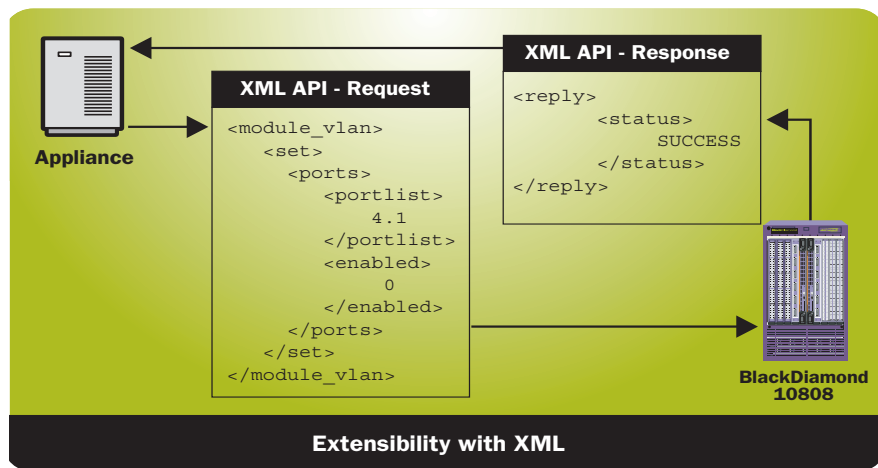 Appliance
XML API - Request
<module_vlan>
<set>
<ports>
<portlist>
4.1
</portlist>
<enabled>
0
</enabled>
</ports>
</set>
</module_vlan>
XML API - Response
<reply>
<status>
SUCCESS
</status>
</reply>
BlackDiamond
10808
Extensibility with XML